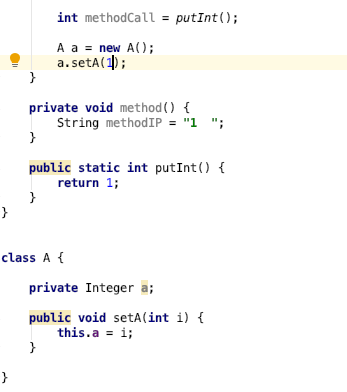 int methodCall = putInt();
A a = new A();
a.setA(1);
}
private void method() {
String methodIP = "1  ";
}
public static int putInt() {
return 1;
}
}
class A {
private Integer a;
public void setA(int i) {
this.a = i;
}
}